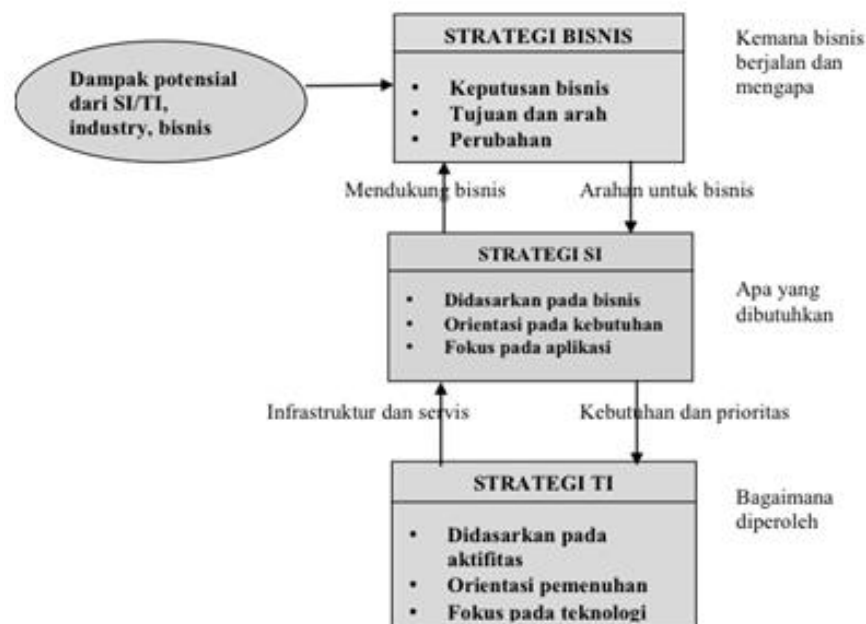 STRATEGI BISNIS
• Keputusan bisnis
• Tujuan dan arah
• Perubahan
Kemana bisnis
berjalan dan
mengapa
Dampak potensial
dari SI/TI,
industry, bisnis
Mendukung bisnis
Arahan untuk bisnis
STRATEGI SI
• Didasarkan pada bisnis
• Orientasi pada kebutuhan
• Fokus pada aplikasi
Apa yang
dibutuhkan
Infrastruktur dan servis
Kebutuhan dan prioritas
STRATEGI TI
• Didasarkan pada
aktifitas
• Orientasi pemenuhan
• Fokus pada teknologi
Bagaimana
diperoleh